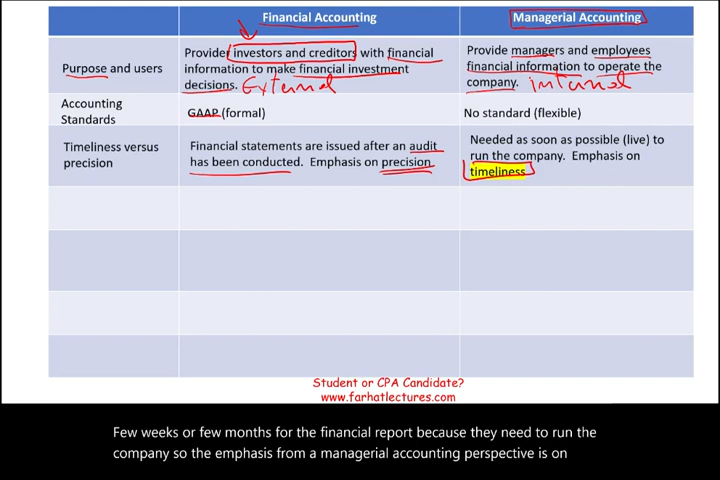 Financial Accounting
Managerial Accounting
Purpose and users
Provider investors and creditors with financial
information to make financial investment
decisions. External
Provide managers and employees
financial information to operate the
company. internal
Accounting
Standards
GAAP (formal)
No standard (flexible)
Timeliness versus
precision
Financial statements are issued after an audit
has been conducted. Emphasis on precision
Needed as soon as possible (live) to
run the company. Emphasis on
timeliness
Student or CPA Candidate?
www.farhatlectures.com
Few weeks or few months for the financial report because they need to run the
company so the emphasis from a managerial accounting perspective is on